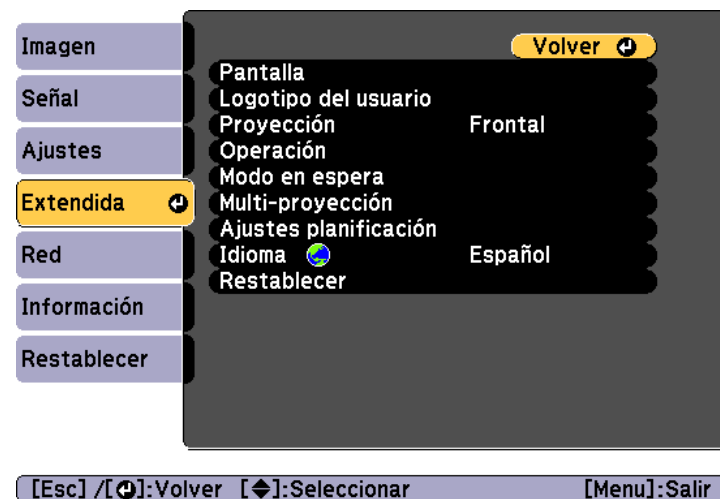 Imagen
Señal
Ajustes
Extendida
Red
Información
Restablecer
Volver
Pantalla
Logotipo del usuario
Proyección Frontal
Operación
Modo en espera
Multi-proyección
Ajustes planificación
Idioma Español
Restablecer
[Esc] /[⏎]:Volver [◆]:Seleccionar [Menu]:Salir